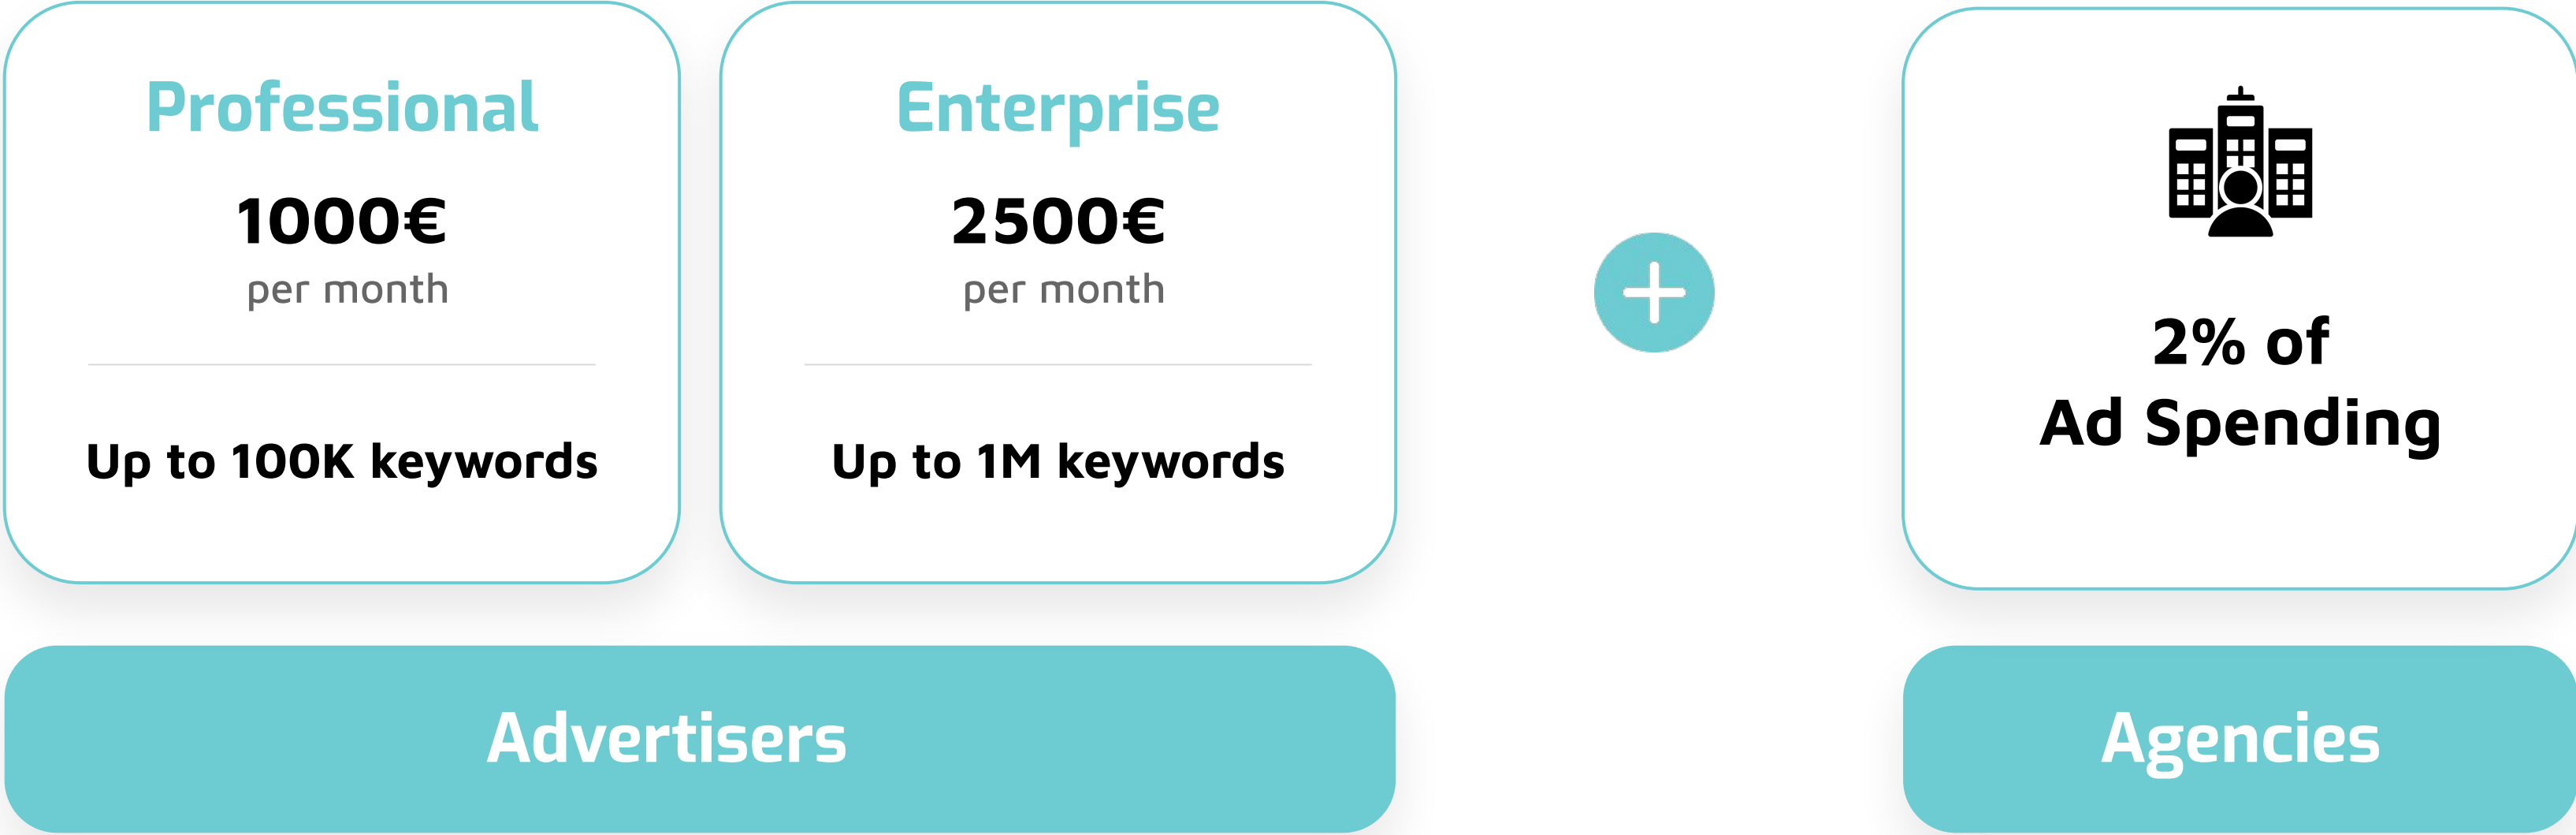 Professional
1000€
per month
Up to 100K keywords
Enterprise
2500€
per month
Up to 1M keywords
2% of
Ad Spending
Advertisers
Agencies